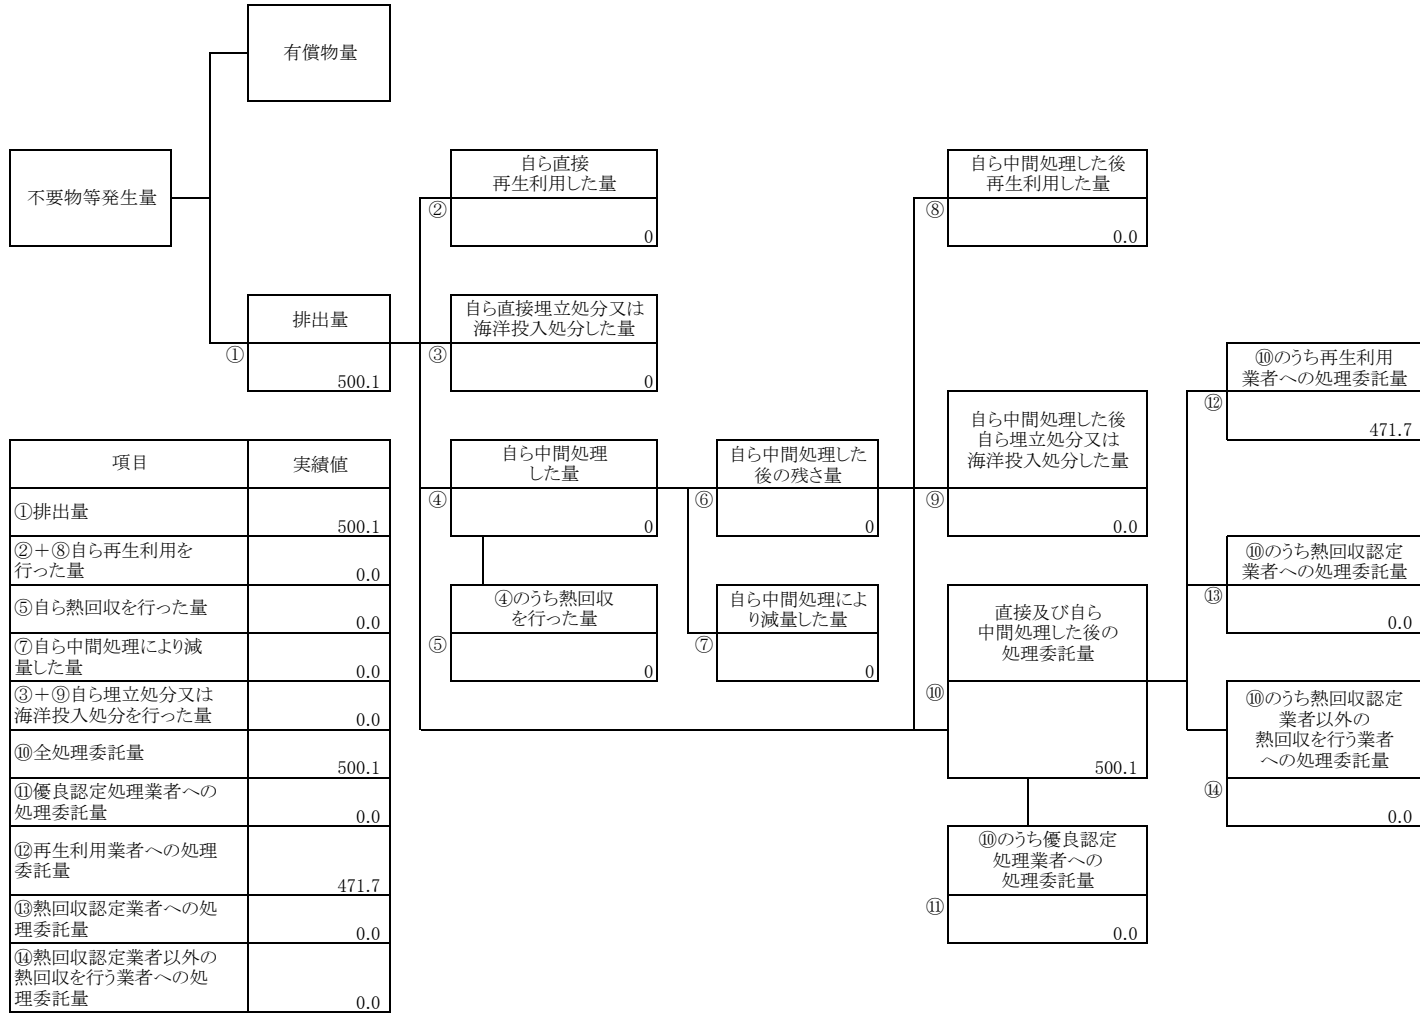 有償物量
不要物等発生量
自ら直接
再生利用した量
②
0
自ら中間処理した後
再生利用した量
⑧
0.0
排出量
①
500.1
自ら直接埋立処分又は
海洋投入処分した量
③
0
⑩のうち再生利用
業者への処理委託量
⑫
471.7
自ら中間処理
した量
④
0
自ら中間処理した
後の残さ量
⑥
0
自ら中間処理した後
自ら埋立処分又は
海洋投入処分した量
⑨
0.0
⑩のうち熱回収認定
業者への処理委託量
⑬
0.0
④のうち熱回収
を行った量
⑤
0
自ら中間処理によ
り減量した量
⑦
0
直接及び自ら
中間処理した後の
処理委託量
⑩
500.1
⑩のうち熱回収認定
業者以外の
熱回収を行う業者
への処理委託量
⑭
0.0
⑩のうち優良認定
処理業者への
処理委託量
⑪
0.0
項目
実績値
①排出量
500.1
②＋⑧自ら再生利用を
行った量
0.0
⑤自ら熱回収を行った量
0.0
⑦自ら中間処理により減
量した量
0.0
③＋⑨自ら埋立処分又は
海洋投入処分を行った量
0.0
⑩全処理委託量
500.1
⑪優良認定処理業者への
処理委託量
0.0
⑫再生利用業者への処理
委託量
471.7
⑬熱回収認定業者への処
理委託量
0.0
⑭熱回収認定業者以外の
熱回収を行う業者への処
理委託量
0.0